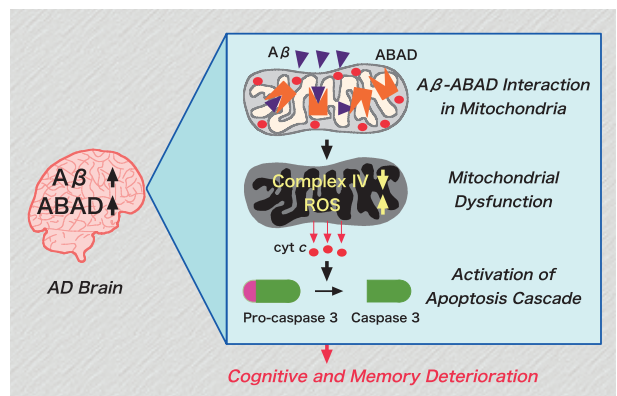 Aβ
ABAD
Aβ-ABAD Interaction
in Mitochondria
Complex IV
ROS
Mitochondrial
Dysfunction
Aβ
ABAD
AD Brain
cyt c
Activation of
Apoptosis Cascade
Pro-caspase 3
Caspase 3
Cognitive and Memory Deterioration